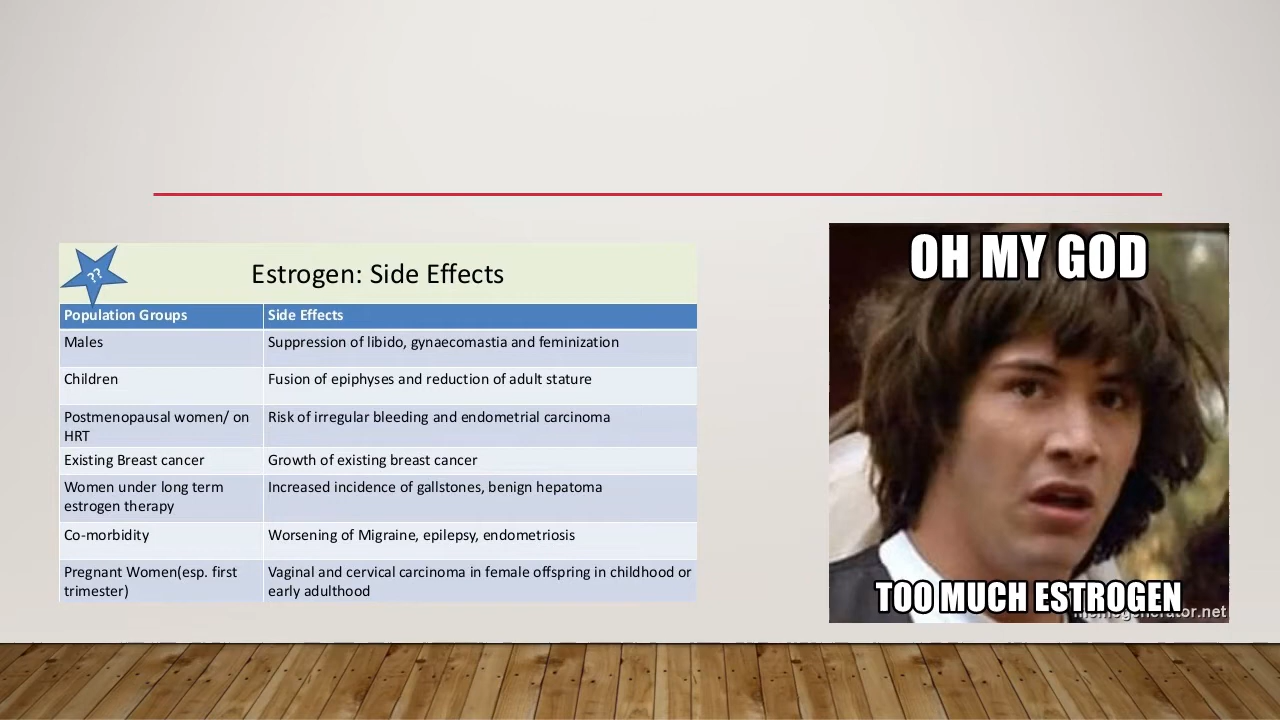 ??
Estrogen: Side Effects
Population Groups Side Effects
Males Suppression of libido, gynaecomastia and feminization
Children Fusion of epiphyses and reduction of adult stature
Postmenopausal women/ on Risk of irregular bleeding and endometrial carcinoma
HRT
Existing Breast cancer Growth of existing breast cancer
Women under long term Increased incidence of gallstones, benign hepatoma
estrogen therapy
Co-morbidity Worsening of Migraine, epilepsy, endometriosis
Pregnant Women(esp. first Vaginal and cervical carcinoma in female offspring in childhood or
trimester) early adulthood
OH MY GOD
TOO MUCH ESTROGEN
memegenerator.net